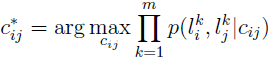 c*_{ij} = arg max_{c_{ij}} ∏_{k=1}^{m} p(l_i^k, l_j^k | c_{ij})